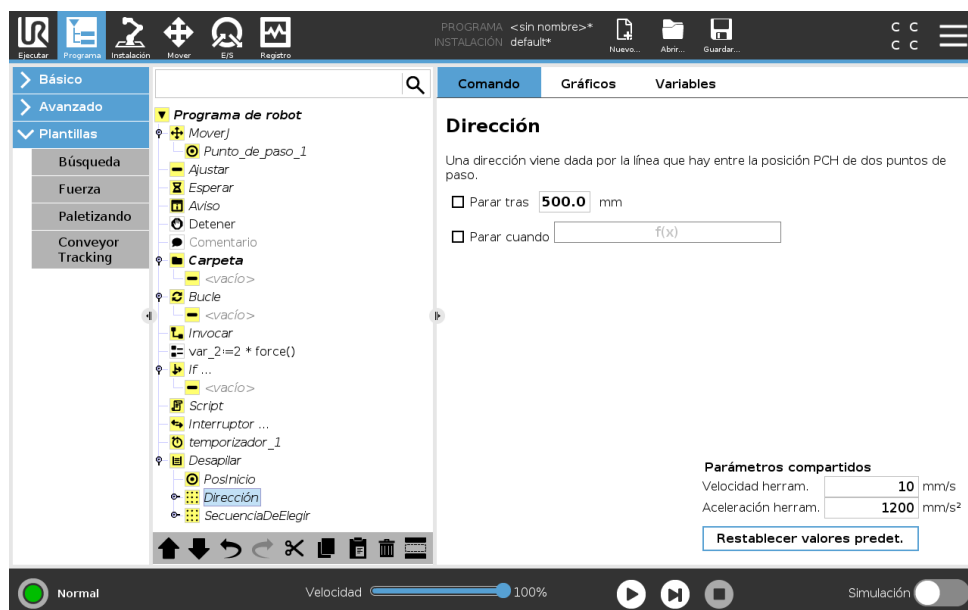 UR
PROGRAMA <sin nombre>*
INSTALACIÓN default*
Ejecutar Programa Instalación Mover E/S Registro
Nuevo... Abrir... Guardar...
C C
C C
Básico
Avanzado
Plantillas
Búsqueda
Fuerza
Paletizando
Conveyor
Tracking
Programa de robot
MoverJ
Punto_de_paso_1
Ajustar
Esperar
Aviso
Detener
Comentario
Carpeta
<vacío>
Bucle
<vacío>
Invocar
var_2:=2 * force()
If ...
<vacío>
Script
Interruptor ...
temporizador_1
Desapilar
PosInicio
Dirección
SecuenciaDeElegir
Comando Gráficos Variables
Dirección
Una dirección viene dada por la línea que hay entre la posición PCH de dos puntos de
paso.
Parar tras 500.0 mm
Parar cuando f(x)
Parámetros compartidos
Velocidad herram. 10 mm/s
Aceleración herram. 1200 mm/s²
Restablecer valores predet.
Normal
Velocidad 100%
Simulación